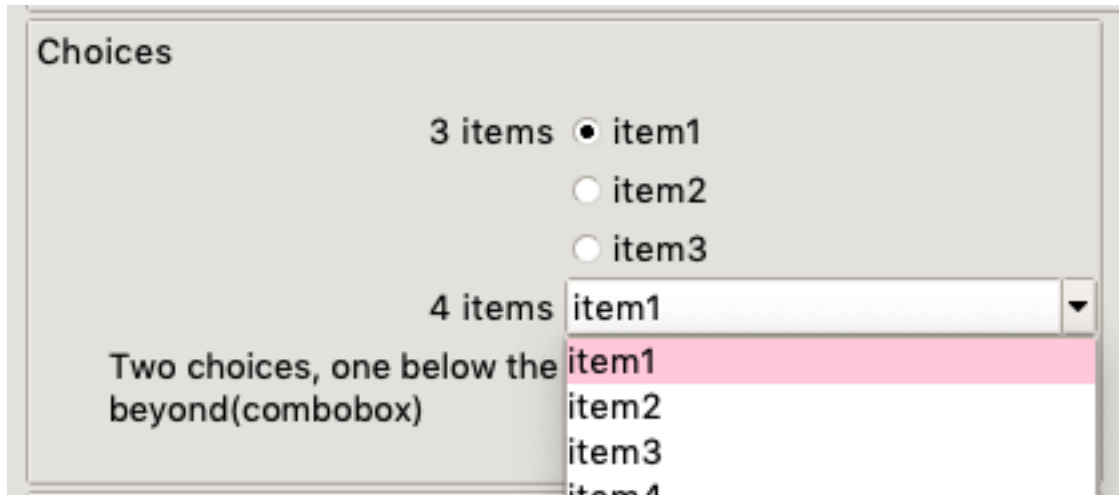 Choices
3 items item1
item2
item3
4 items item1
item1
Two choices, one below the
item2
beyond(combobox)
item3
item4